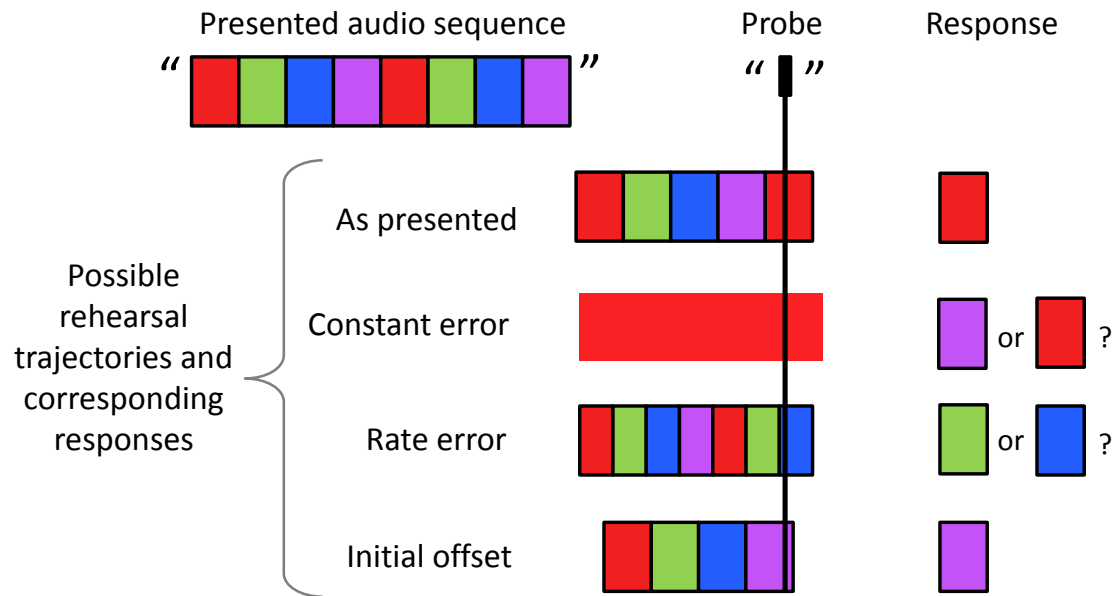 Presented audio sequence
Probe
Response
“ ”
“ ”
As presented
Possible
rehearsal
trajectories and
corresponding
responses
Constant error
or
?
Rate error
or
?
Initial offset